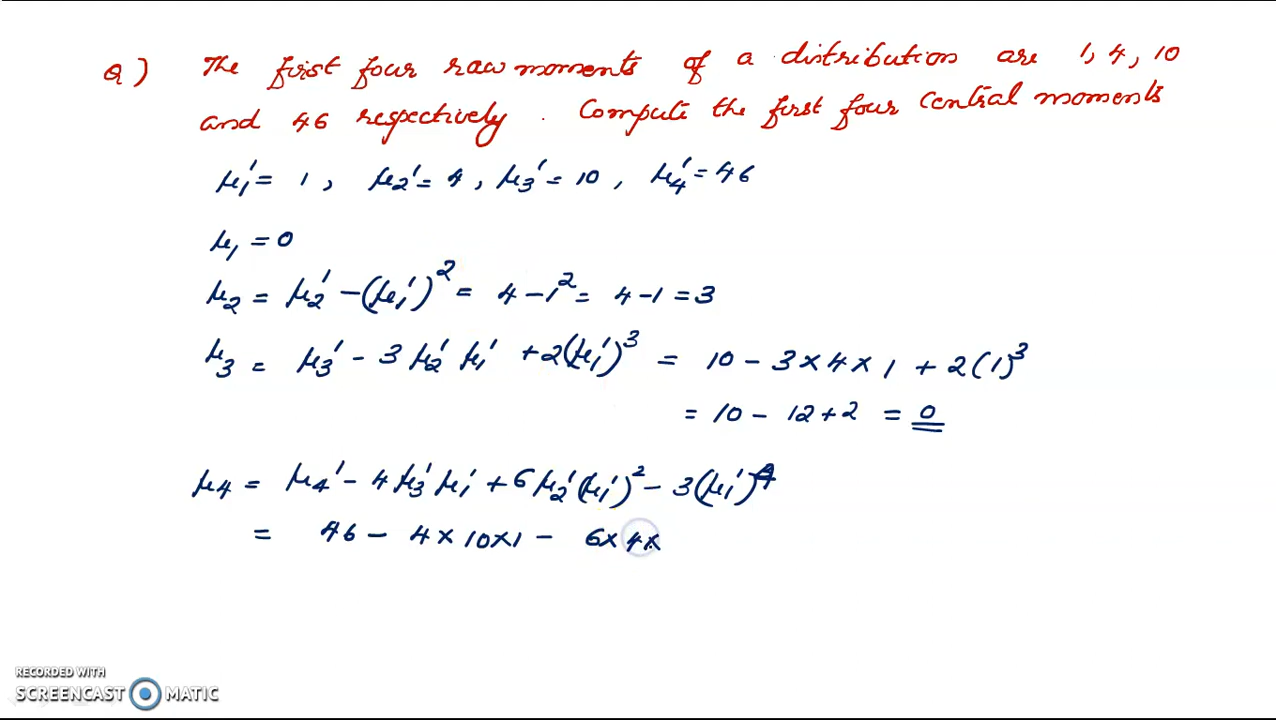 Q) The first four raw moments of a distribution are 1, 4, 10
and 46 respectively. Compute the first four central moments
μ₁' = 1, μ₂' = 4, μ₃' = 10, μ₄' = 46
μ₁ = 0
μ₂ = μ₂' - (μ₁')² = 4 - 1² = 4 - 1 = 3
μ₃ = μ₃' - 3 μ₂' μ₁' + 2(μ₁')³ = 10 - 3 × 4 × 1 + 2(1)³
= 10 - 12 + 2 = 0
μ₄ = μ₄' - 4 μ₃' μ₁' + 6 μ₂' (μ₁')² - 3(μ₁')⁴
= 46 - 4 × 10 × 1 - 6 × 4 ×
RECORDED WITH
SCREENCAST MATIC